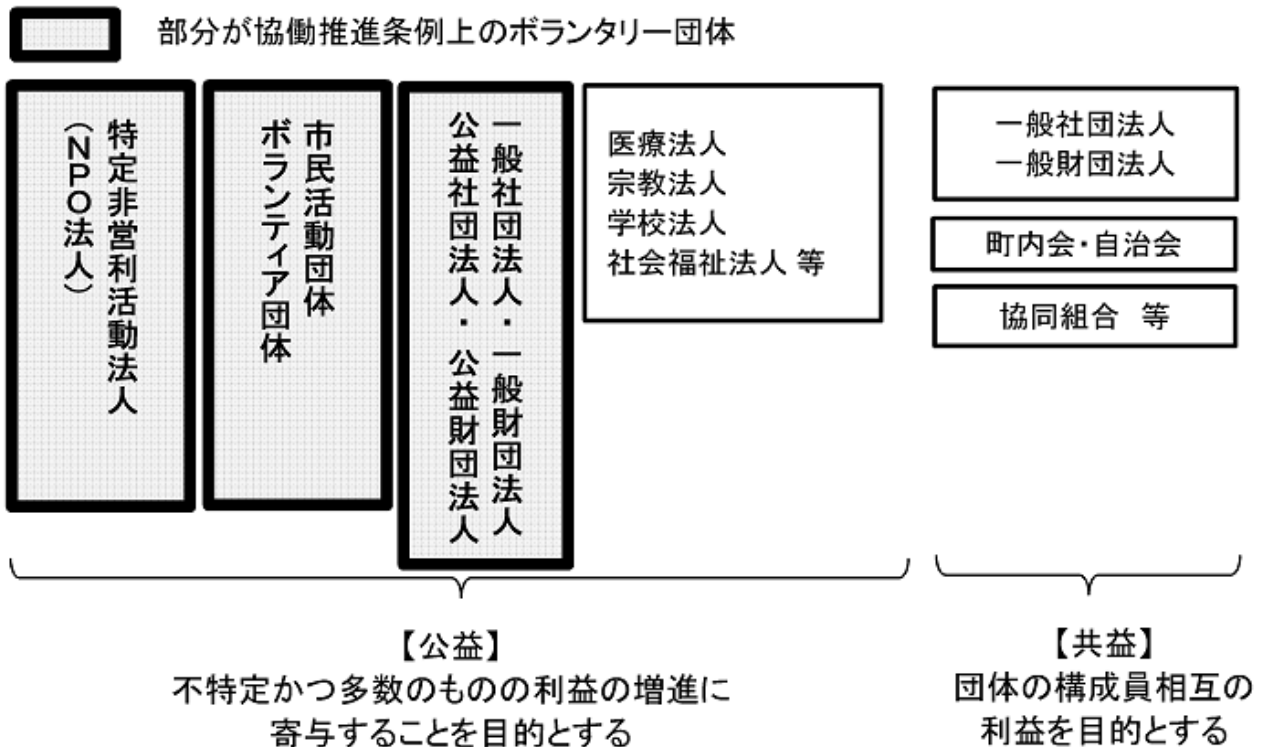 部分が協働推進条例上のボランタリー団体
特定非営利活動法人
（ＮＰＯ法人）
市民活動団体
ボランティア団体
一般社団法人・一般財団法人
公益社団法人・公益財団法人
医療法人
宗教法人
学校法人
社会福祉法人 等
一般社団法人
一般財団法人
町内会・自治会
協同組合　等
【公益】
不特定かつ多数のものの利益の増進に
寄与することを目的とする
【共益】
団体の構成員相互の
利益を目的とする